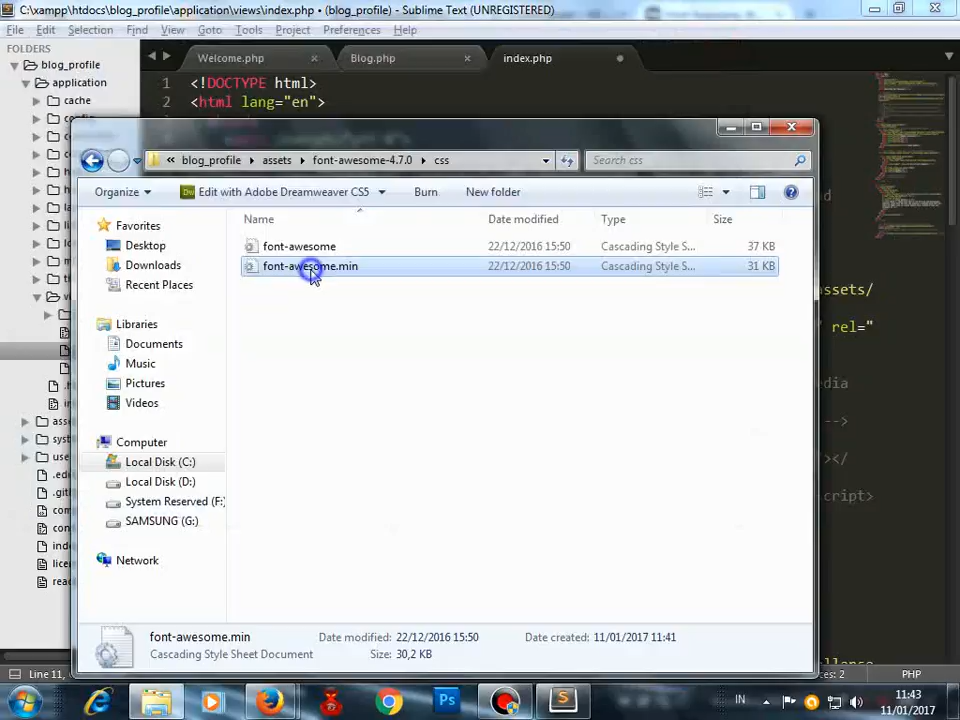 C:\xampp\htdocs\blog_profile\application\views\index.php • (blog_profile) - Sublime Text (UNREGISTERED)
File Edit Selection Find View Goto Tools Project Preferences Help
FOLDERS
Welcome.php Blog.php index.php
blog_profile
application
cache
1 <!DOCTYPE html>
2 <html lang="en">
« blog_profile assets font-awesome-4.7.0 css
Search css
Organize Dw Edit with Adobe Dreamweaver CS5 Burn New folder
Name Date modified Type Size
font-awesome 22/12/2016 15:50 Cascading Style S... 37 KB
font-awesome.min 22/12/2016 15:50 Cascading Style S... 31 KB
Favorites
Desktop
Downloads
Recent Places
Libraries
Documents
Music
Pictures
Videos
Computer
Local Disk (C:)
Local Disk (D:)
System Reserved (F:)
SAMSUNG (G:)
Network
ssets/
" rel="
-->
></
cript>
font-awesome.min Date modified: 22/12/2016 15:50 Date created: 11/01/2017 11:41
Cascading Style Sheet Document Size: 30,2 KB
Line 11, PHP
Ps IN 11:43
11/01/2017